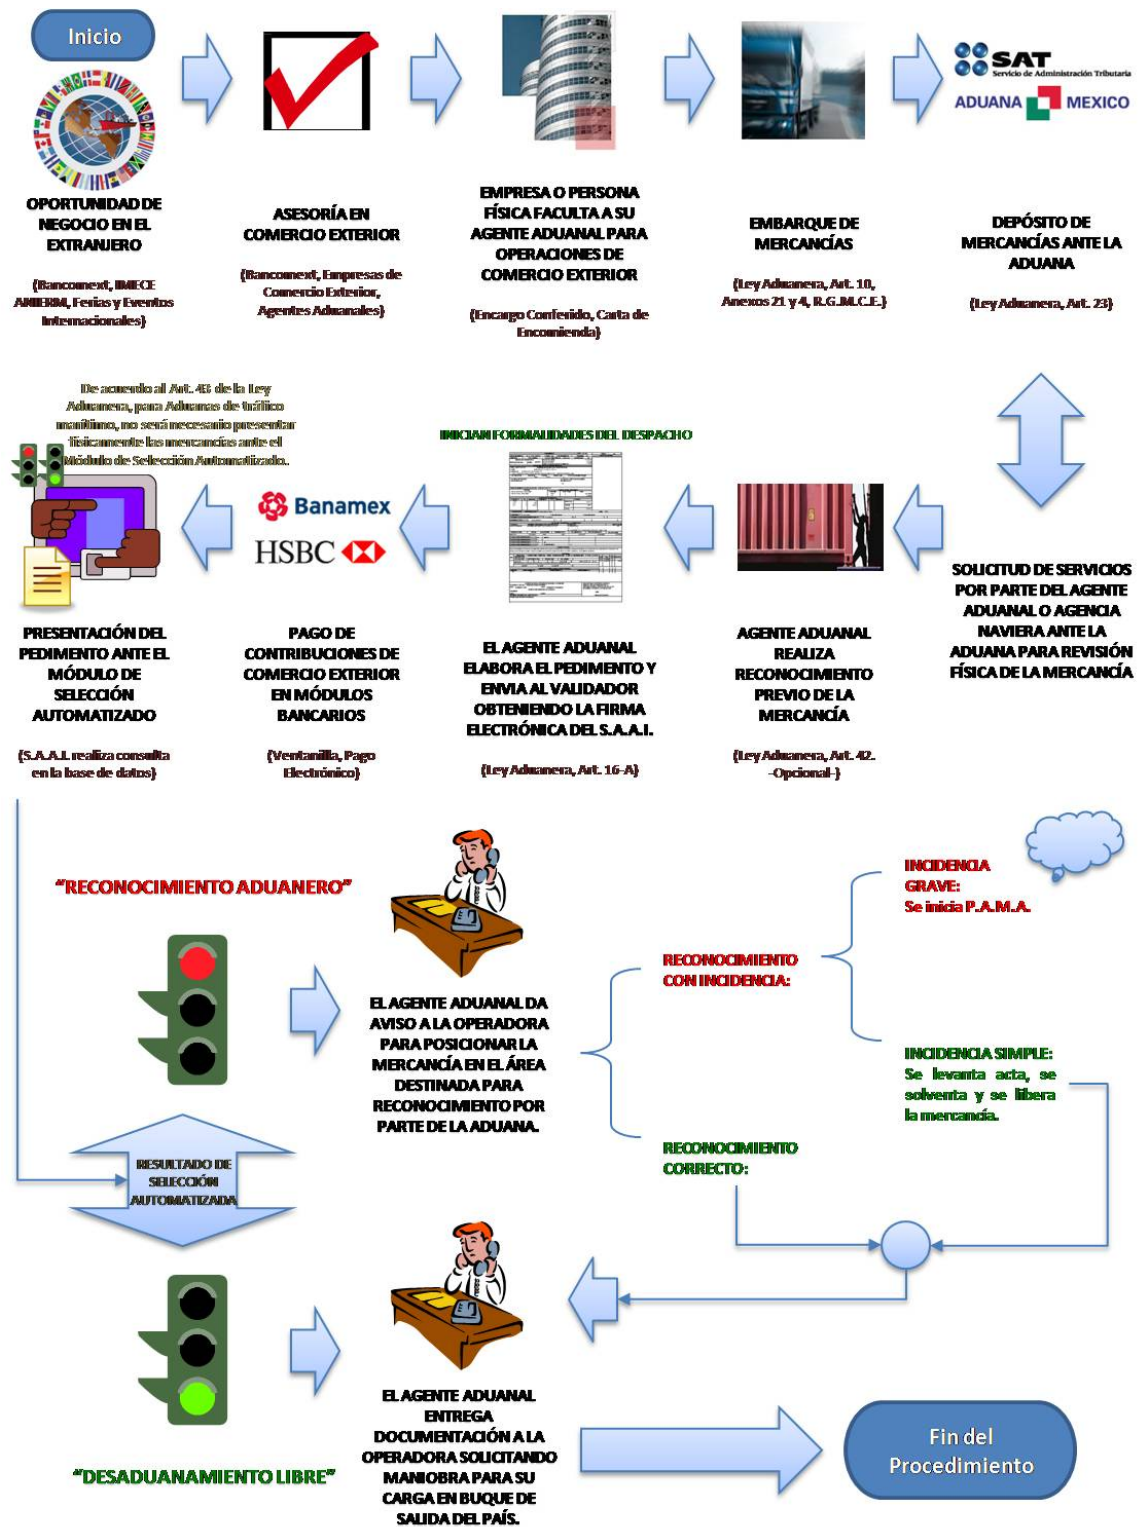 Inicio
OPORTUNIDAD DE
NEGOCIO EN EL
EXTRANJERO
(Bancomext, IMECE
ANIERM, Ferias y Eventos
Internacionales)
ASESORÍA EN
COMERCIO EXTERIOR
(Bancomext, Empresas de
Comercio Exterior,
Agentes Aduanales)
EMPRESA O PERSONA
FÍSICA FACULTA A SU
AGENTE ADUANAL PARA
OPERACIONES DE
COMERCIO EXTERIOR
(Encargo Conferido, Carta de
Encomienda)
EMBARQUE DE
MERCANCÍAS
(Ley Aduanera, Art. 10,
Anexos 21 y 4, R.G.M.C.E.)
SAT
Servicio de Administración Tributaria
ADUANA MEXICO
DEPÓSITO DE
MERCANCÍAS ANTE LA
ADUANA
(Ley Aduanera, Art. 23)
SOLICITUD DE SERVICIOS
POR PARTE DEL AGENTE
ADUANAL O AGENCIA
NAVIERA ANTE LA
ADUANA PARA REVISIÓN
FÍSICA DE LA MERCANCÍA
AGENTE ADUANAL
REALIZA
RECONOCIMIENTO
PREVIO DE LA
MERCANCÍA
(Ley Aduanera, Art. 42.
-Opcional-)
INICIAN FORMALIDADES DEL DESPACHO
EL AGENTE ADUANAL
ELABORA EL PEDIMENTO Y
ENVIA AL VALIDADOR
OBTENIENDO LA FIRMA
ELECTRÓNICA DEL S.A.A.I.
(Ley Aduanera, Art. 16-A)
Banamex
HSBC
PAGO DE
CONTRIBUCIONES DE
COMERCIO EXTERIOR
EN MÓDULOS
BANCARIOS
(Ventanilla, Pago
Electrónico)
De acuerdo al Art. 43 de la Ley
Aduanera, para Aduanas de tráfico
marítimo, no será necesario presentar
físicamente las mercancías ante el
Módulo de Selección Automatizado.
PRESENTACIÓN DEL
PEDIMENTO ANTE EL
MÓDULO DE
SELECCIÓN
AUTOMATIZADO
(S.A.A.I. realiza consulta
en la base de datos)
"RECONOCIMIENTO ADUANERO"
EL AGENTE ADUANAL DA
AVISO A LA OPERADORA
PARA POSICIONAR LA
MERCANCÍA EN EL ÁREA
DESTINADA PARA
RECONOCIMIENTO POR
PARTE DE LA ADUANA.
RECONOCIMIENTO
CON INCIDENCIA:
INCIDENCIA
GRAVE:
Se inicia P.A.M.A.
INCIDENCIA SIMPLE:
Se levanta acta, se
solventa y se libera
la mercancía.
RECONOCIMIENTO
CORRECTO:
RESULTADO DE
SELECCIÓN
AUTOMATIZADA
"DESADUANAMIENTO LIBRE"
EL AGENTE ADUANAL
ENTREGA
DOCUMENTACIÓN A LA
OPERADORA SOLICITANDO
MANIOBRA PARA SU
CARGA EN BUQUE DE
SALIDA DEL PAÍS.
Fin del
Procedimiento